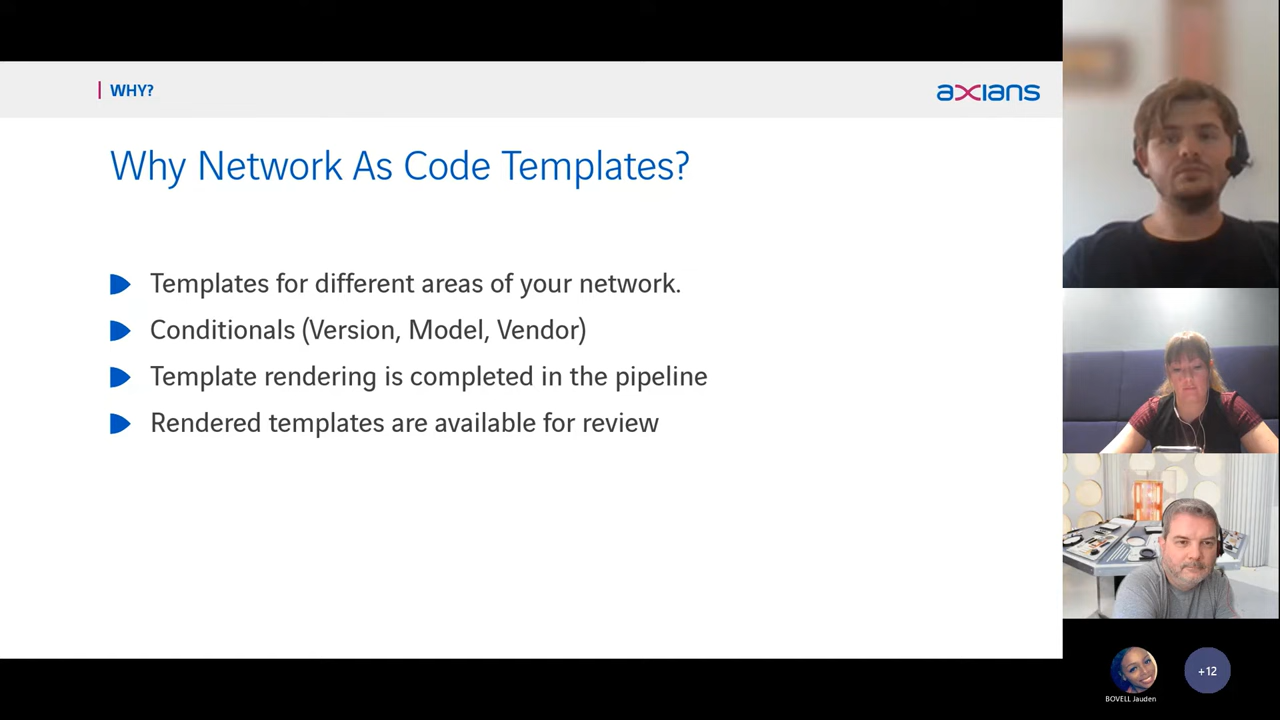 WHY?
axians
Why Network As Code Templates?
Templates for different areas of your network.
Conditionals (Version, Model, Vendor)
Template rendering is completed in the pipeline
Rendered templates are available for review
+12
BOVELL Jauden